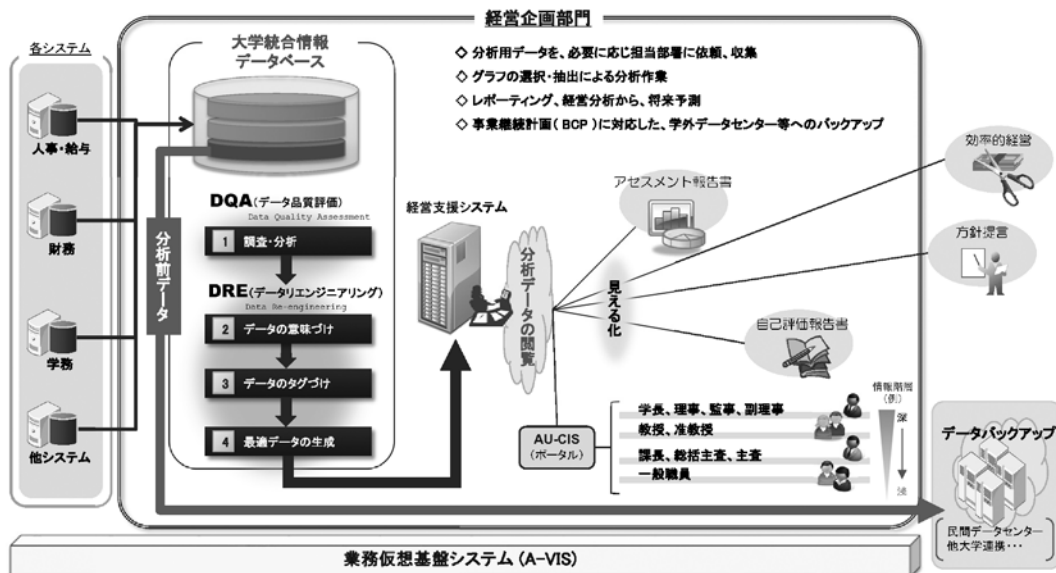 経営企画部門
各システム
人事・給与
財務
学務
他システム
大学統合情報
データベース
◇ 分析用データを、必要に応じ担当部署に依頼、収集
◇ グラフの選択・抽出による分析作業
◇ レポーティング、経営分析から、将来予測
◇ 事業継続計画(BCP)に対応した、学外データセンター等へのバックアップ
分析前データ
DQA(データ品質評価)
Data Quality Assessment
1 調査・分析
DRE(データリエンジニアリング)
Data Re-engineering
2 データの意味づけ
3 データのタグづけ
4 最適データの生成
経営支援システム
分析データの閲覧
アセスメント報告書
見える化
効率的経営
方針提言
自己評価報告書
AU-CIS
(ポータル)
学長、理事、監事、副理事
教授、准教授
課長、総括主査、主査
一般職員
情報階層
(例)
深
浅
データバックアップ
民間データセンター
他大学連携・・・
業務仮想基盤システム (A-VIS)